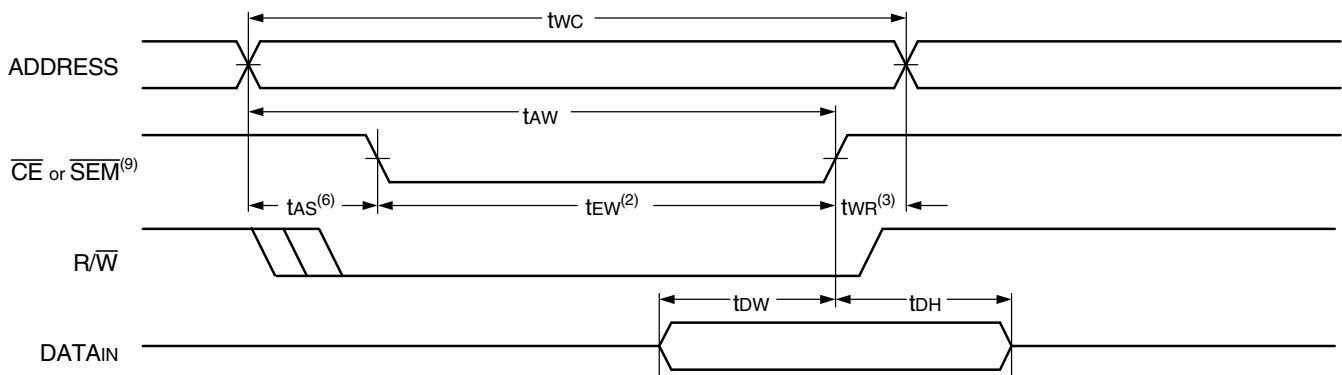 tWC
ADDRESS
tAW
CE or SEM(9)
tAS(6) tEW(2) tWR(3)
R/W
tDW tDH
DATAIN